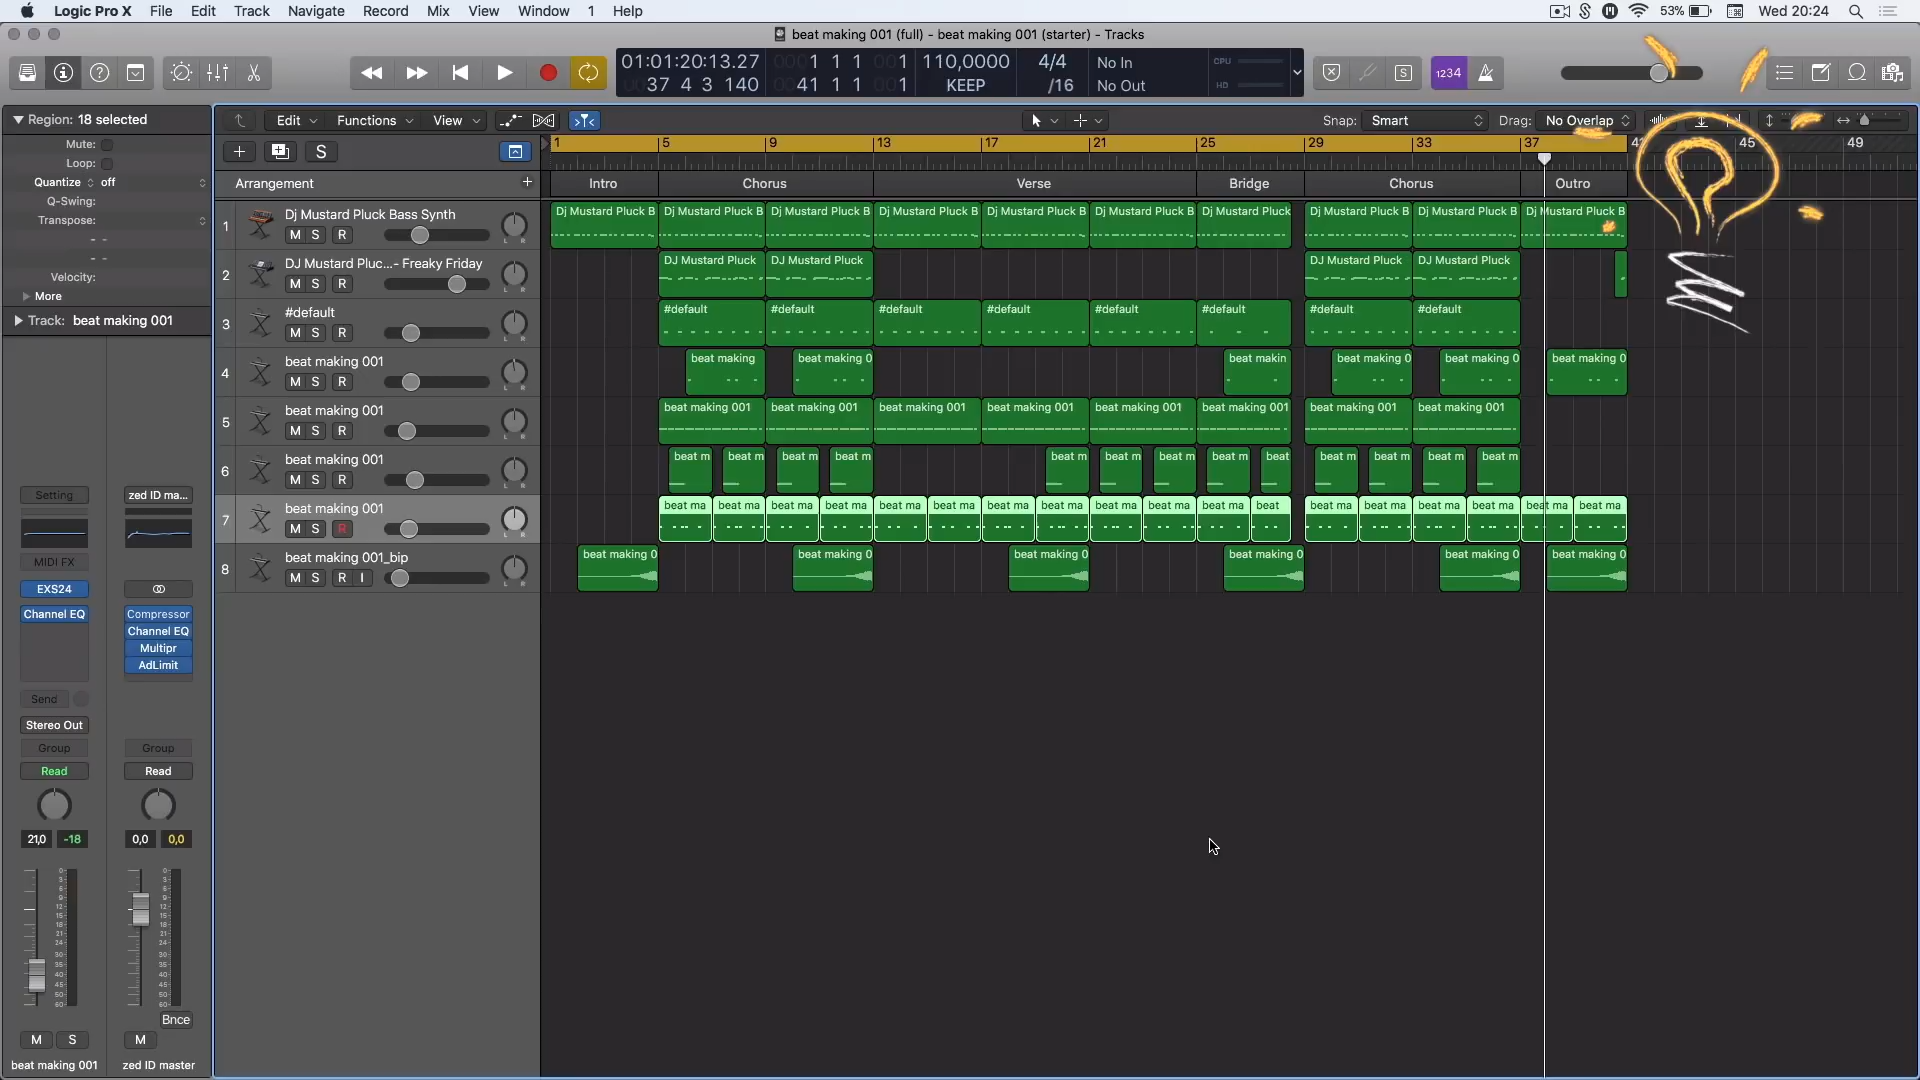 Logic Pro X File Edit Track Navigate Record Mix View Window 1 Help 53% Wed 20:24
beat making 001 (full) - beat making 001 (starter) - Tracks
01:01:20:13.27 1 1 1 1 110,0000 4/4 No In CPU
37 4 3 140 41 1 1 1 KEEP /16 No Out HD
1234
Region: 18 selected
Mute:
Loop:
Quantize off
Q-Swing:
Transpose:
Velocity:
More
Track: beat making 001
Edit Functions View Snap: Smart Drag: No Overlap
S 1 5 9 13 17 21 25 29 33 37 41 45 49
Arrangement + Intro Chorus Verse Bridge Chorus Outro
1 Dj Mustard Pluck Bass Synth M S R
Dj Mustard Pluck B Dj Mustard Pluck B Dj Mustard Pluck B Dj Mustard Pluck B Dj Mustard Pluck B Dj Mustard Pluck B Dj Mustard Pluck Dj Mustard Pluck B Dj Mustard Pluck B Dj Mustard Pluck B
2 DJ Mustard Pluc...- Freaky Friday M S R
DJ Mustard Pluck DJ Mustard Pluck DJ Mustard Pluck DJ Mustard Pluck
3 #default M S R
#default #default #default #default #default #default #default #default
4 beat making 001 M S R
beat making beat making 0 beat makin beat making 0 beat making 0 beat making 0
5 beat making 001 M S R
beat making 001 beat making 001 beat making 001 beat making 001 beat making 001 beat making 001 beat making 001 beat making 001
6 beat making 001 M S R
beat m beat m beat m beat m beat m beat m beat m beat m beat beat m beat m beat m beat m
7 beat making 001 M S R
beat ma beat ma beat ma beat ma beat ma beat ma beat ma beat ma beat ma beat ma beat ma beat beat ma beat ma beat ma beat ma beat ma beat ma
8 beat making 001_bip M S R I
beat making 0 beat making 0 beat making 0 beat making 0 beat making 0 beat making 0
Setting zed ID ma...
MIDI FX
EXS24
Channel EQ Compressor
Channel EQ
Multipr
AdLimit
Send
Stereo Out
Group Group
Read Read
21,0 -18 0,0 0,0
Bnce
M S M
beat making 001 zed ID master